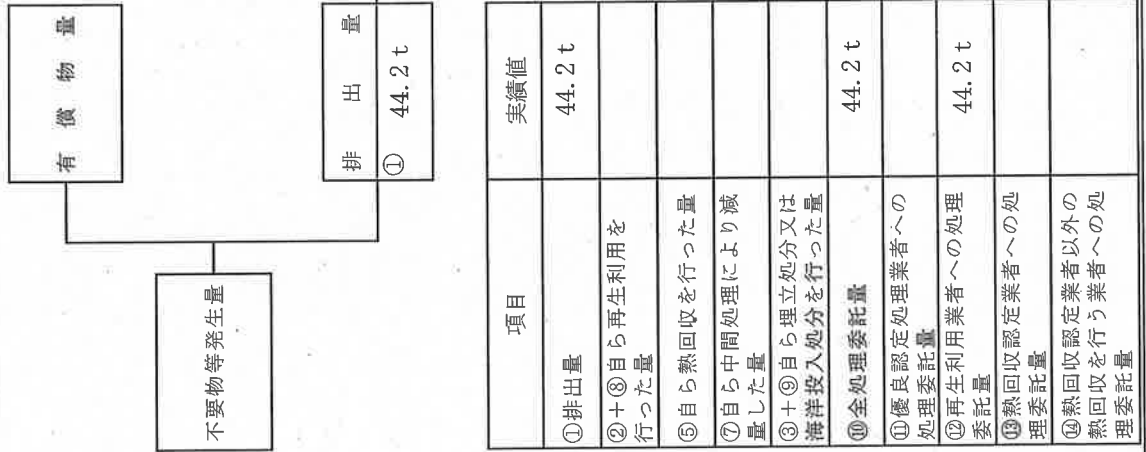 有償物量
不要物等発生量
排出量
① 44.2 t
項目 実績値
①排出量 44.2 t
②+⑧自ら再生利用を
行った量
⑤自ら熱回収を行った量
⑦自ら中間処理により減
量した量
③+⑨自ら埋立処分又は
海洋投入処分を行った量
⑩全処理委託量 44.2 t
⑪優良認定処理業者への
処理委託量
⑫再生利用業者への処理
委託量 44.2 t
⑬熱回収認定業者への処
理委託量
⑭熱回収認定業者以外の
熱回収を行う業者への処
理委託量